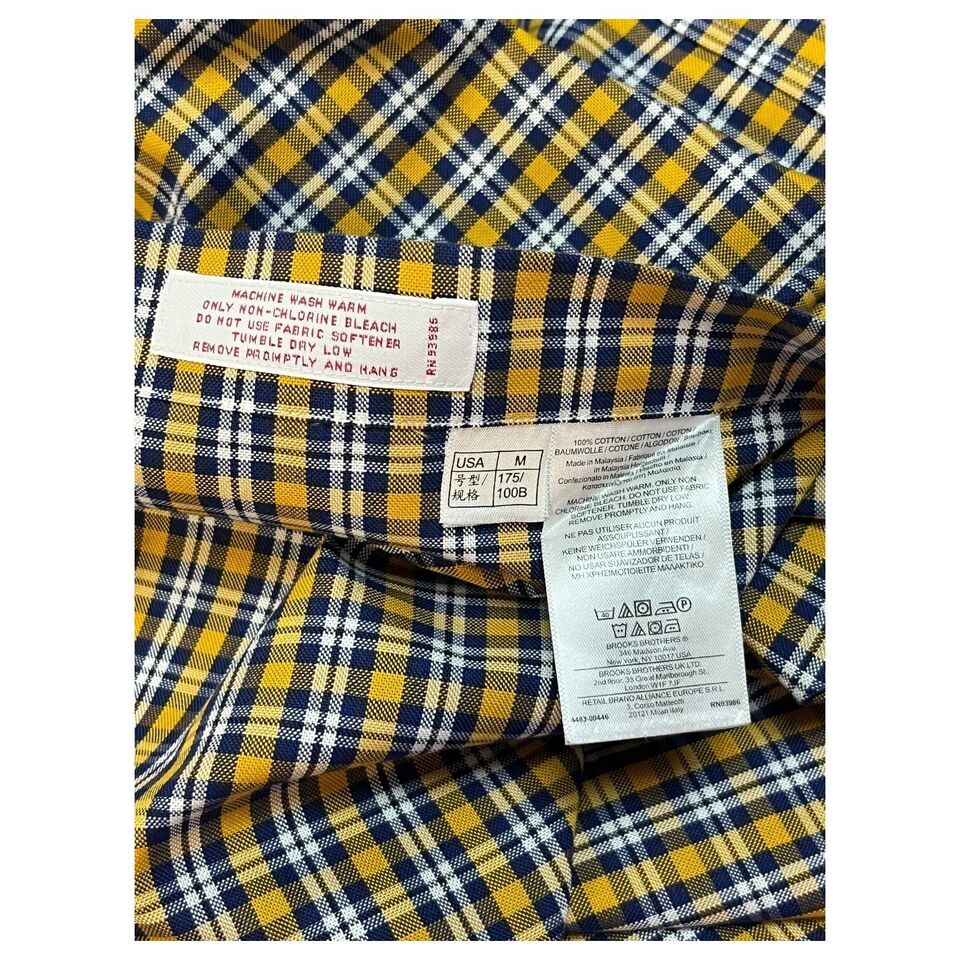 MACHINE WASH WARM
ONLY NON-CHLORINE BLEACH
DO NOT USE FABRIC SOFTENER
TUMBLE DRY LOW
REMOVE PROMPTLY AND HANG
RN93985
USA M
号型/ 175/
规格 100B
100% COTTON / COTTON / COTON /
BAUMWOLLE / COTONE / ALGODON /
Made in Malaysia / Fabriqué en Malaisie /
in Malaysia Hergestellt /
Confezionato in Malesia / Hecho en Malasia /
MACHINE WASH WARM. ONLY NON
CHLORINE BLEACH. DO NOT USE FABRIC
SOFTENER. TUMBLE DRY LOW.
REMOVE PROMPTLY AND HANG
NE PAS UTILISER AUCUN PRODUIT
ASSOUPLISSANT /
KEINE WEICHSPÜLER VERWENDEN /
NON USARE AMMORBIDENTI /
NO USAR SUAVIZADOR DE TELAS /
ΜΗ ΧΡΗΣΙΜΟΠΟΙΕΙΤΕ ΜΑΛΑΚΤΙΚΟ
40 P
BROOKS BROTHERS ®
346 Madison Ave.
New York, NY 10017 USA
BROOKS BROTHERS UK LTD.
2nd floor, 35 Great Marlborough St.,
London W1F 7JF
RETAIL BRAND ALLIANCE EUROPE S.R.L.
3, Corso Matteotti
4483-00446 20121 Milan Italy. RN93986